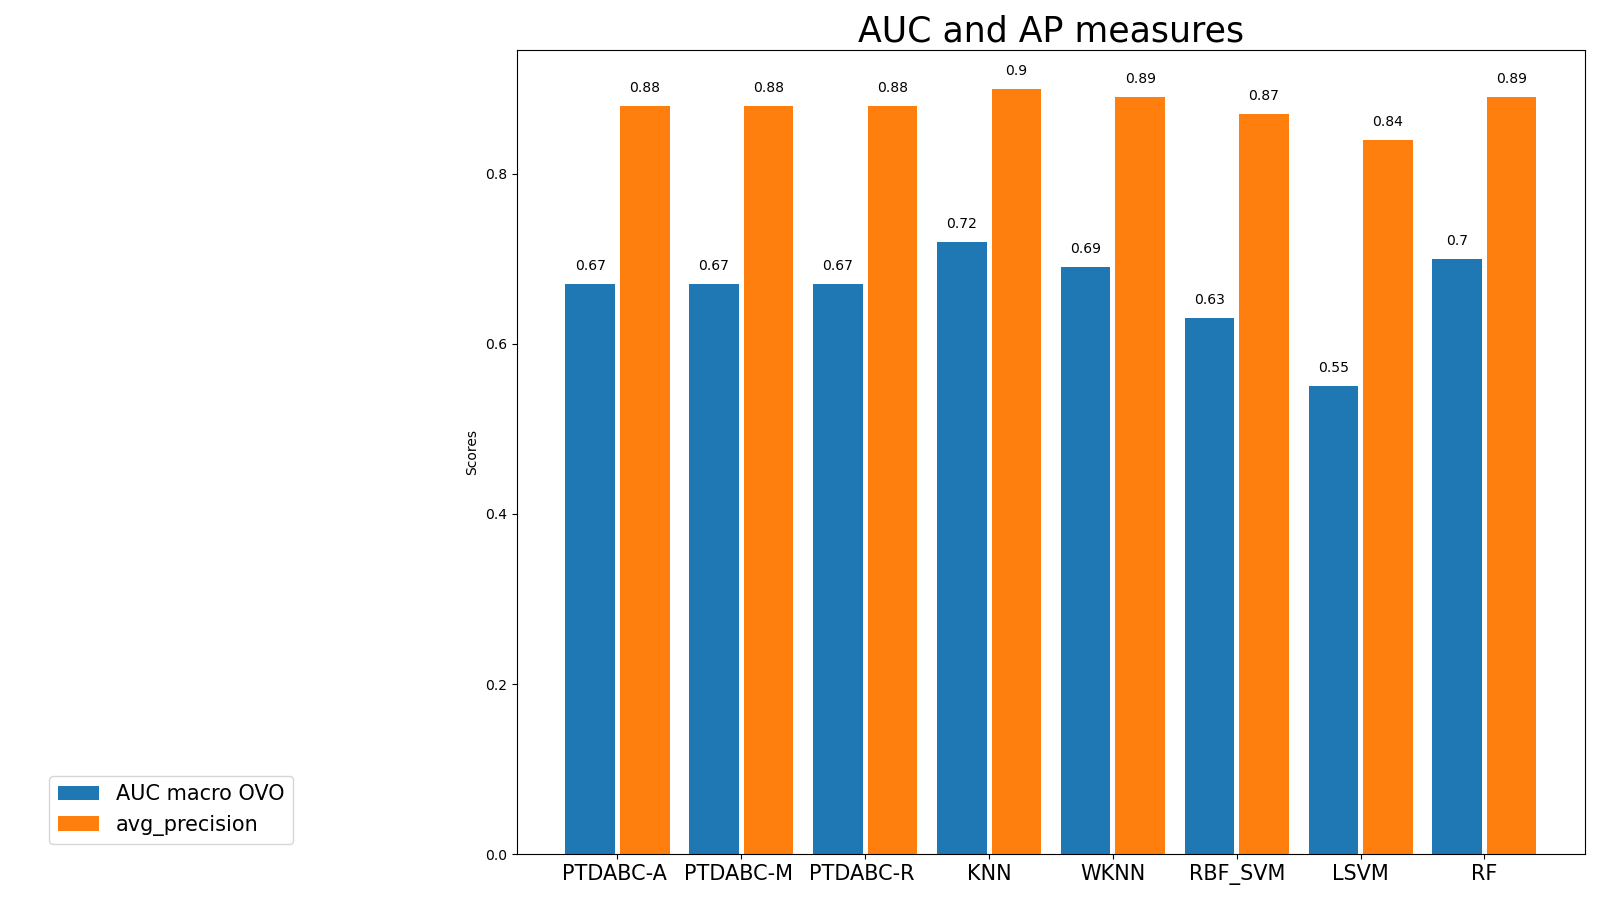 AUC and AP measures
0.88 0.88 0.88 0.9 0.89 0.87 0.84 0.89
0.67 0.67 0.67 0.72 0.69 0.63 0.55 0.7
0.8
0.6
0.4
0.2
0.0
Scores
PTDABC-A PTDABC-M PTDABC-R KNN WKNN RBF_SVM LSVM RF
AUC macro OVO
avg_precision